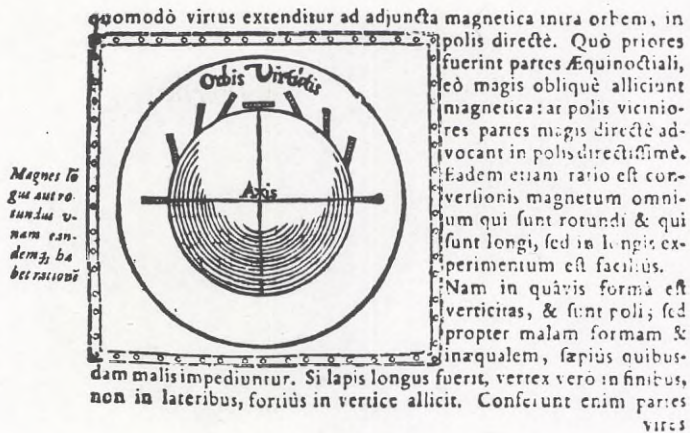 quomodò virtus extenditur ad adjuncta magnetica intra orbem, in
polis directè. Quò priores
fuerint partes Æquinoctiali,
eò magis obliquè alliciunt
magnetica: at polis vicinio-
res partes magis directè ad-
vocant in polis directissimè.
Eadem etiam ratio est con-
versionis magnetum omni-
um qui sunt rotundi & qui
sunt longi, sed in longis ex-
perimentum est facilius.
Nam in quâvis formâ est
verticitas, & sunt poli; sed
propter malam formam &
inæqualem, sæpiùs quibus-
dam malis impediuntur. Si lapis longus fuerit, vertex verò in finibus,
non in lateribus, fortiùs in vertice allicit. Conferunt enim partes
vires
Orbis Virtutis
Axis
Magnes lō
gus aut ro-
tundus u-
nam ean-
demq; ha
bet rationē